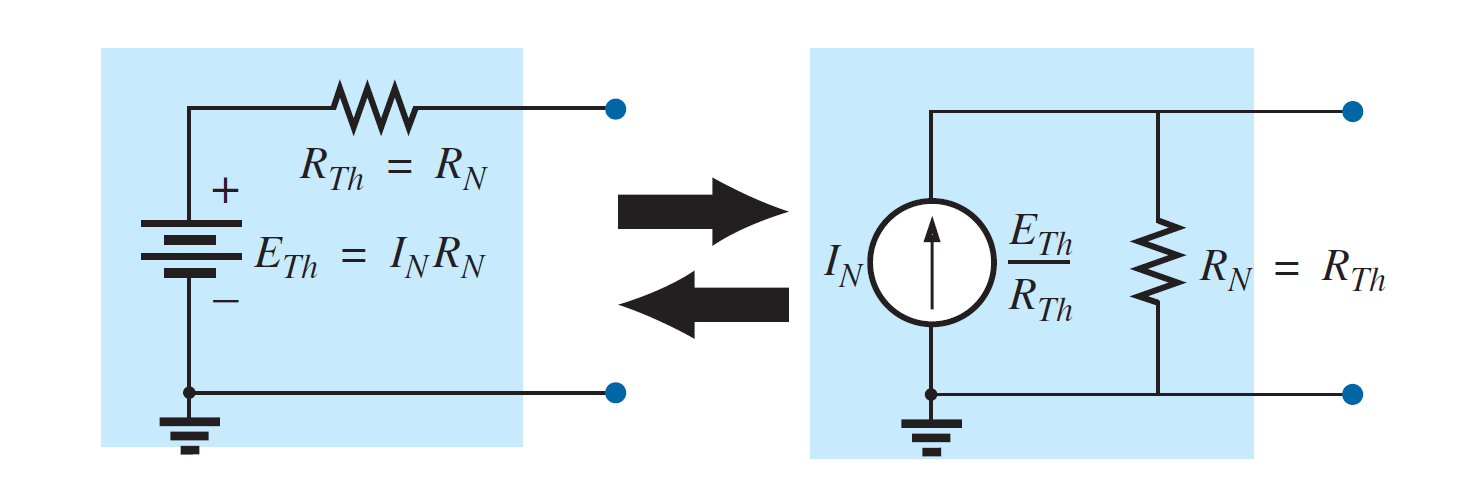 R_Th = R_N
+
E_Th = I_N R_N
−
I_N
E_Th
R_Th
R_N = R_Th